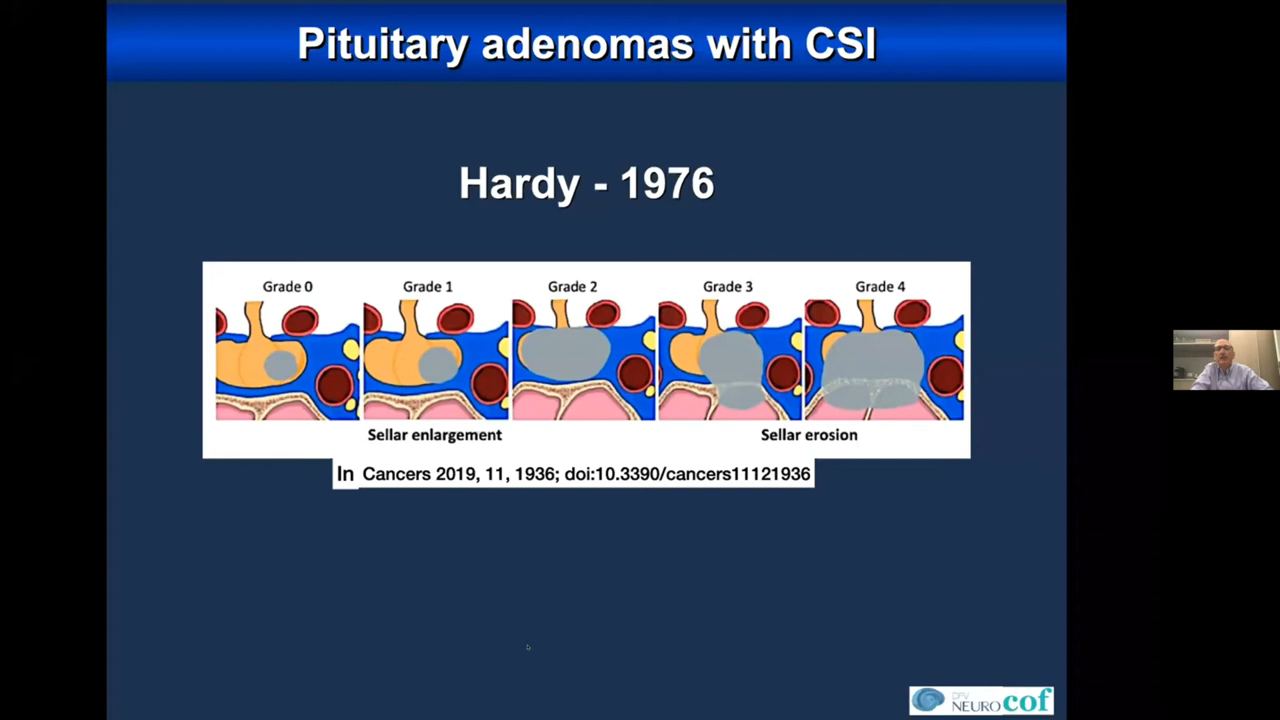 Pituitary adenomas with CSI
Hardy - 1976
Grade 0 Grade 1 Grade 2 Grade 3 Grade 4
Sellar enlargement Sellar erosion
In Cancers 2019, 11, 1936; doi:10.3390/cancers11121936
DFV
NEURO cof